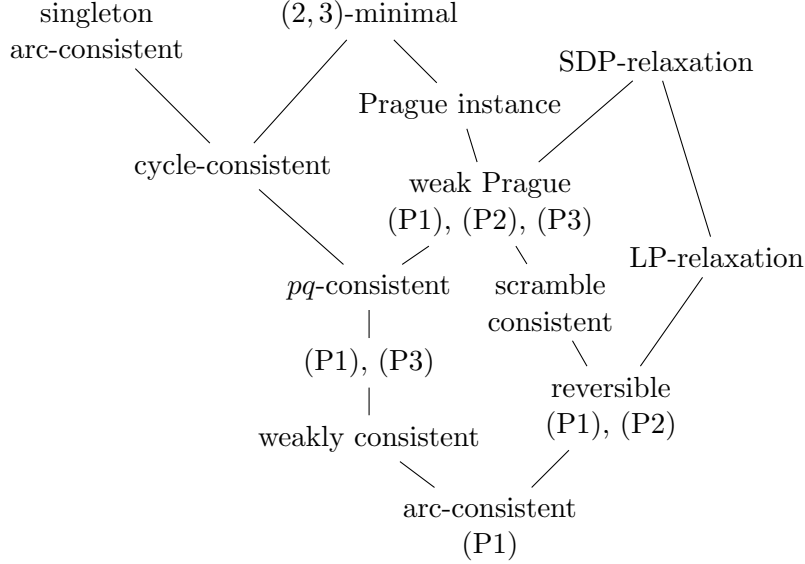 singleton
arc-consistent
(2, 3)-minimal
SDP-relaxation
Prague instance
cycle-consistent
weak Prague
(P1), (P2), (P3)
LP-relaxation
pq-consistent
scramble
consistent
(P1), (P3)
reversible
(P1), (P2)
weakly consistent
arc-consistent
(P1)